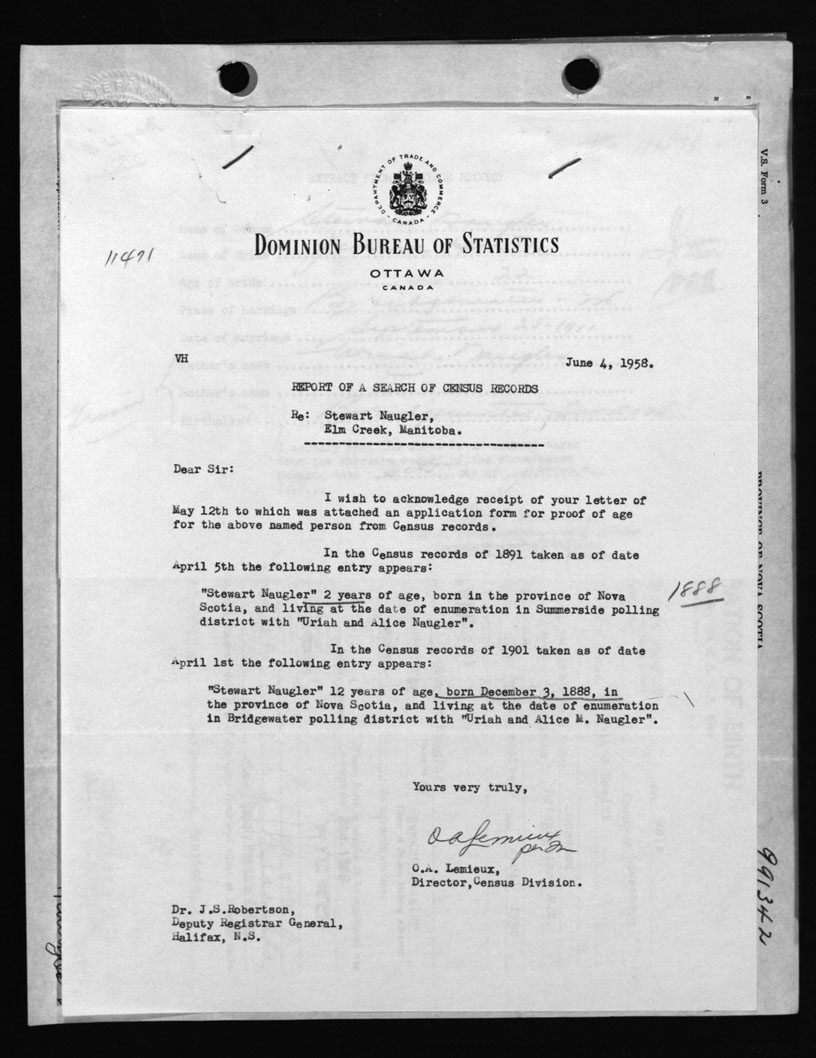 V.S. Form 3
DEPARTMENT OF TRADE AND COMMERCE
CANADA
11491
DOMINION BUREAU OF STATISTICS
OTTAWA
CANADA
VH
June 4, 1958.
REPORT OF A SEARCH OF CENSUS RECORDS
Re: Stewart Naugler,
Elm Creek, Manitoba.
Dear Sir:
I wish to acknowledge receipt of your letter of
May 12th to which was attached an application form for proof of age
for the above named person from Census records.
In the Census records of 1891 taken as of date
April 5th the following entry appears:
"Stewart Naugler" 2 years of age, born in the province of Nova
Scotia, and living at the date of enumeration in Summerside polling
district with "Uriah and Alice Naugler".
1888
In the Census records of 1901 taken as of date
April 1st the following entry appears:
"Stewart Naugler" 12 years of age, born December 3, 1888, in
the province of Nova Scotia, and living at the date of enumeration
in Bridgewater polling district with "Uriah and Alice M. Naugler".
Yours very truly,
O A Lemieux
O.A. Lemieux,
Director, Census Division.
Dr. J.S.Robertson,
Deputy Registrar General,
Halifax, N.S.
991342